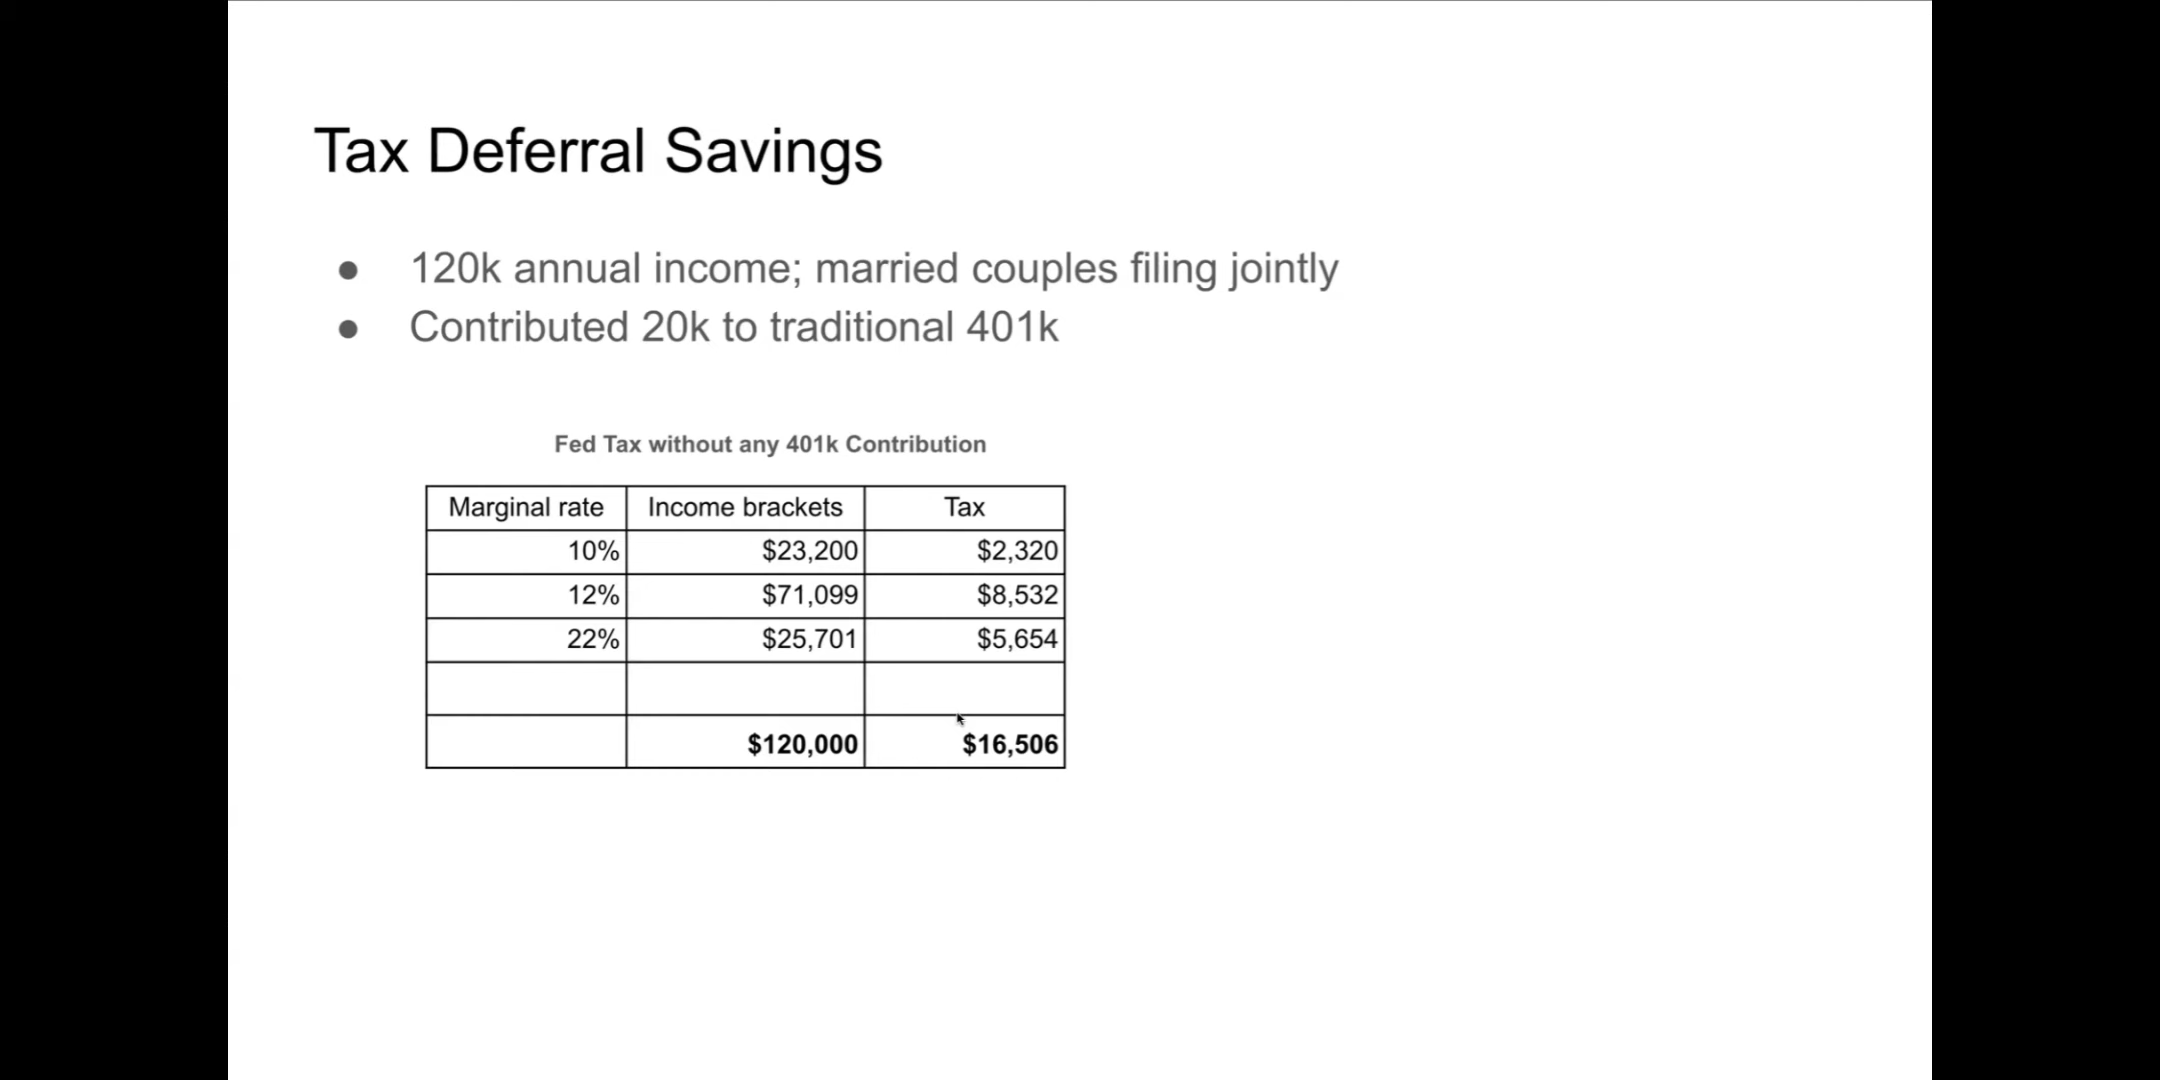 Tax Deferral Savings
● 120k annual income; married couples filing jointly
● Contributed 20k to traditional 401k
Fed Tax without any 401k Contribution
Marginal rate Income brackets Tax
10% $23,200 $2,320
12% $71,099 $8,532
22% $25,701 $5,654
$120,000 $16,506